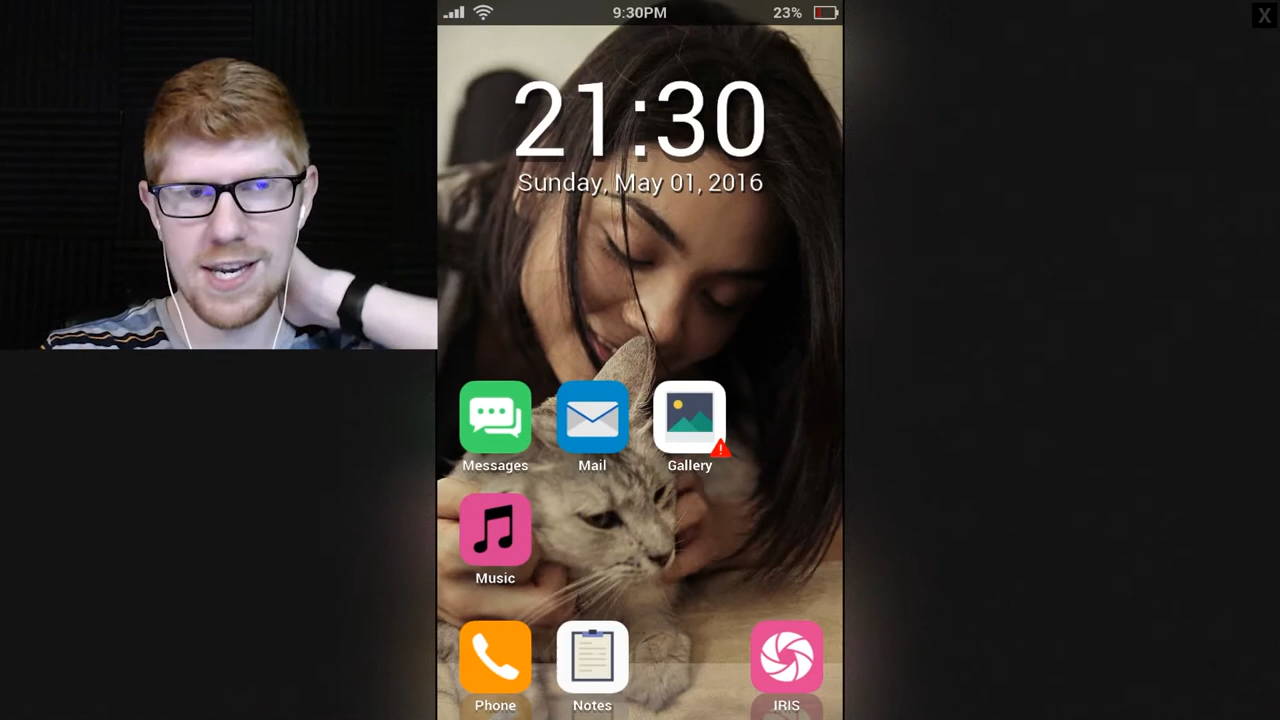 9:30PM 23%
21:30
Sunday, May 01, 2016
Messages Mail Gallery
Music
Phone Notes IRIS
X